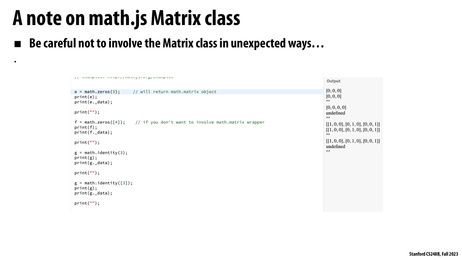 A note on math.js Matrix class
■ Be careful not to involve the Matrix class in unexpected ways…
.
e = math.zeros(3); // will return math.matrix object
print(e);
print(e._data);
print("");
f = math.zeros([4]); // if you don't want to involve math.matrix wrapper
print(f);
print(f._data);
print("");
g = math.identity(3);
print(g);
print(g._data);
print("");
g = math.identity([3]);
print(g);
print(g._data);
print("");
Output
[0, 0, 0]
[0, 0, 0]
""
[0, 0, 0, 0]
undefined
""
[[1, 0, 0], [0, 1, 0], [0, 0, 1]]
[[1, 0, 0], [0, 1, 0], [0, 0, 1]]
""
[[1, 0, 0], [0, 1, 0], [0, 0, 1]]
undefined
""
Stanford CS248B, Fall 2023